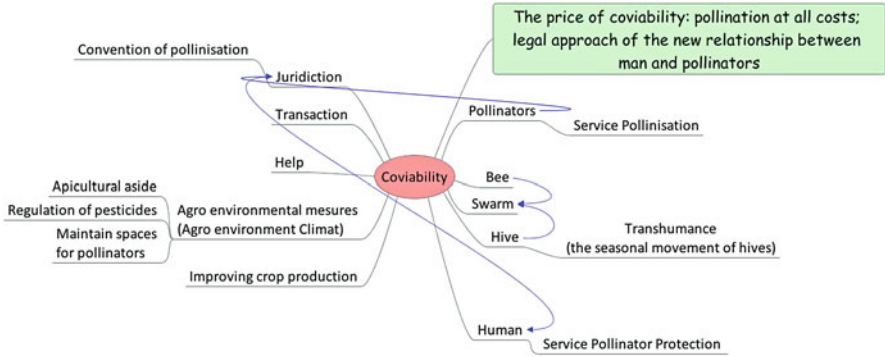 The price of coviability: pollination at all costs;
legal approach of the new relationship between
man and pollinators
Convention of pollinisation
Juridiction
Transaction
Help
Apicultural aside
Regulation of pesticides
Maintain spaces
for pollinators
Agro environmental mesures
(Agro environment Climat)
Improving crop production
Coviability
Pollinators
Service Pollinisation
Bee
Swarm
Hive
Transhumance
(the seasonal movement of hives)
Human
Service Pollinator Protection